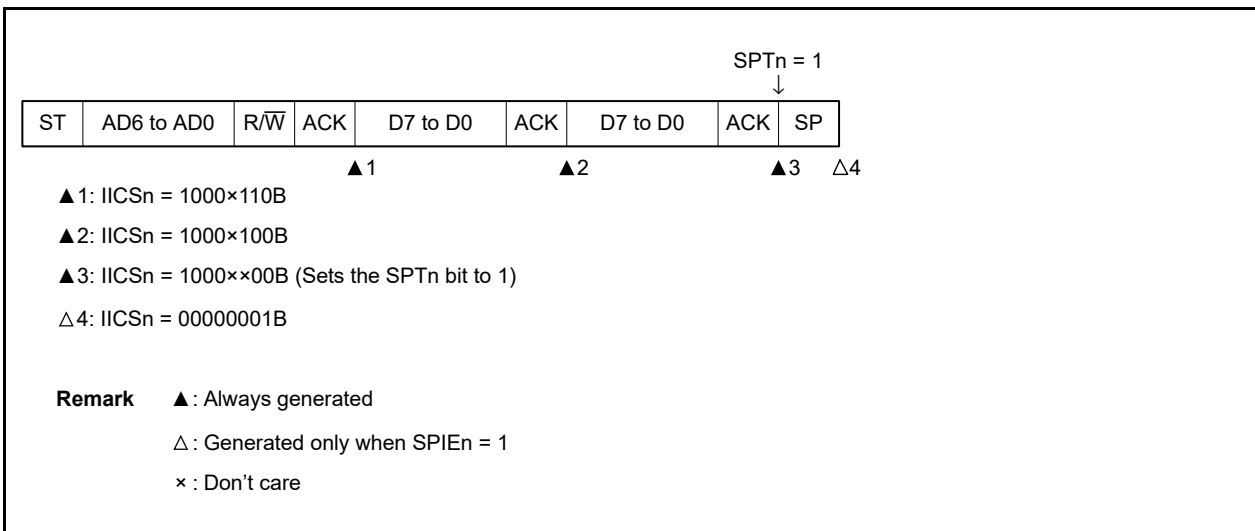 SPTn = 1
↓
ST AD6 to AD0 R/W̅ ACK D7 to D0 ACK D7 to D0 ACK SP
▲1 ▲2 ▲3 △4
▲1: IICSn = 1000×110B
▲2: IICSn = 1000×100B
▲3: IICSn = 1000××00B (Sets the SPTn bit to 1)
△4: IICSn = 00000001B
Remark ▲: Always generated
△: Generated only when SPIEn = 1
×: Don't care